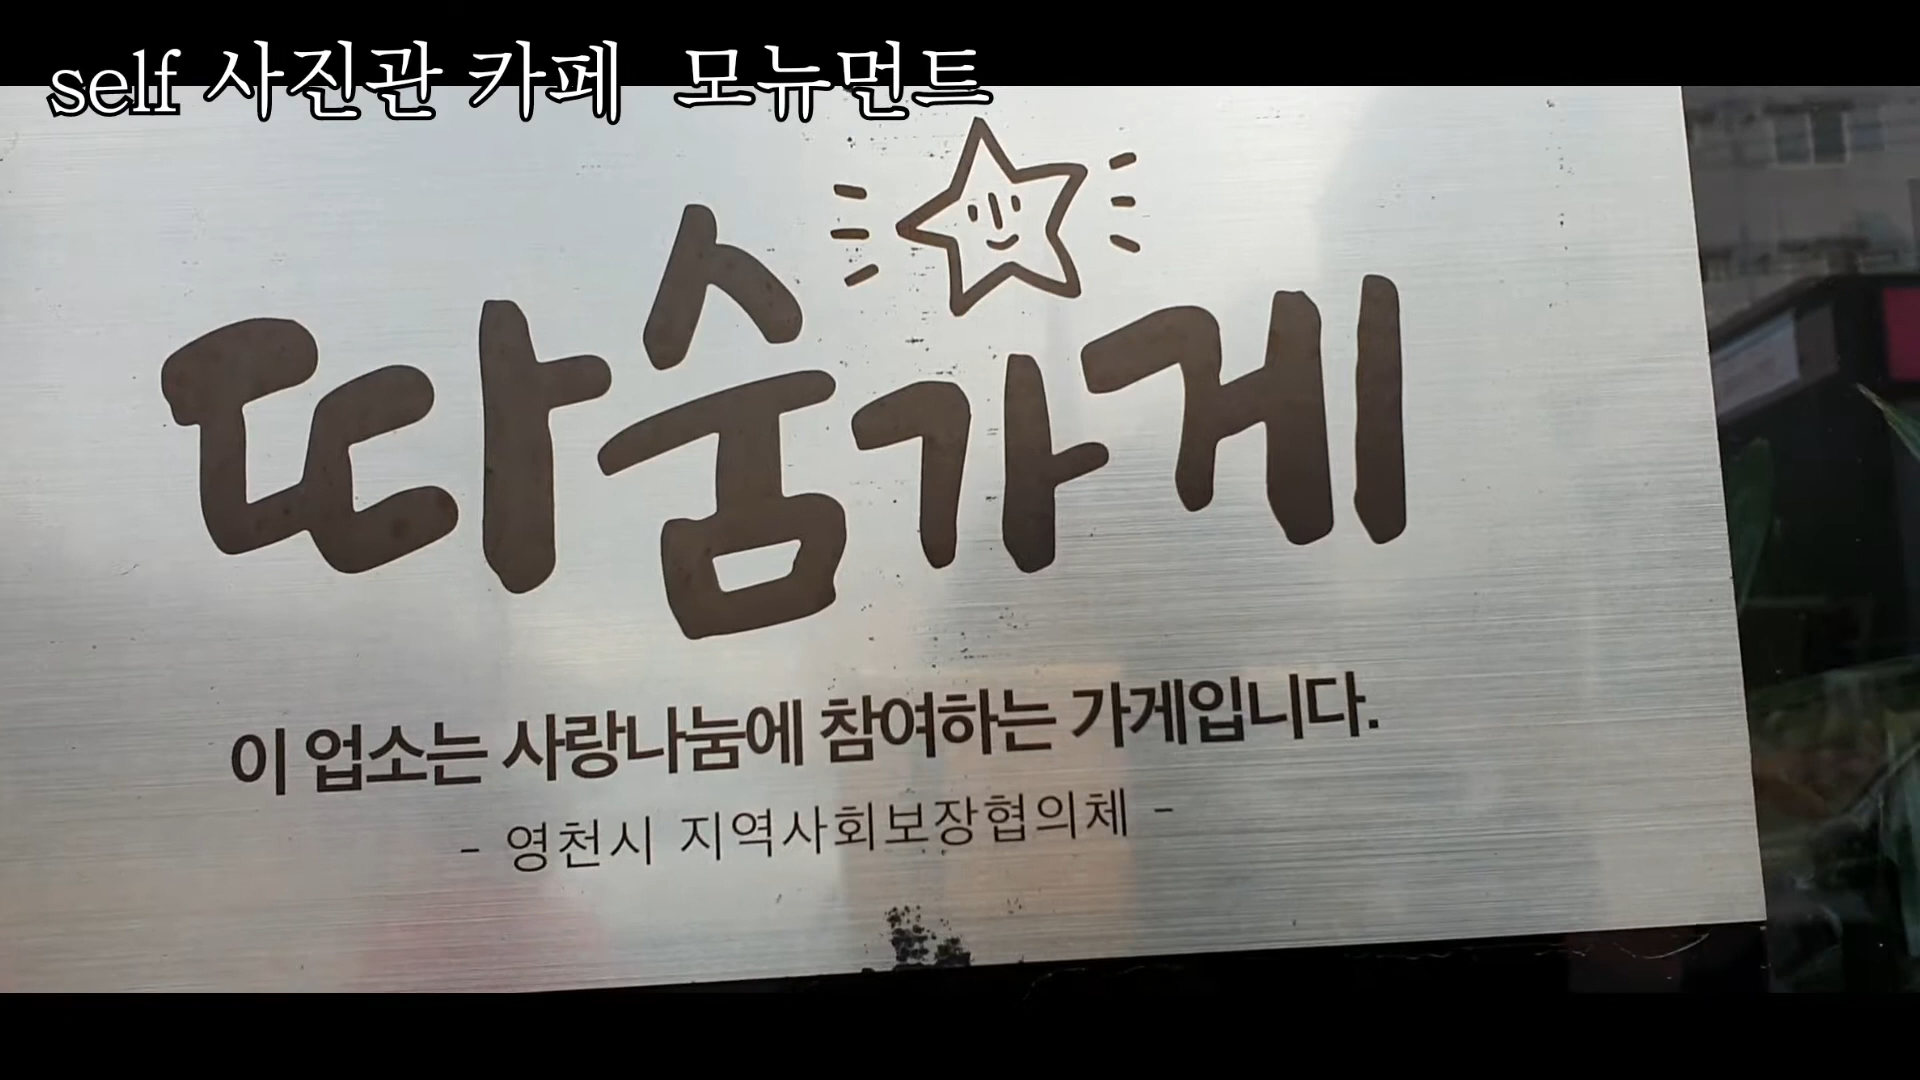 self 사진관 카페 모뉴먼트
따숨가게
이 업소는 사랑나눔에 참여하는 가게입니다.
- 영천시 지역사회보장협의체 -